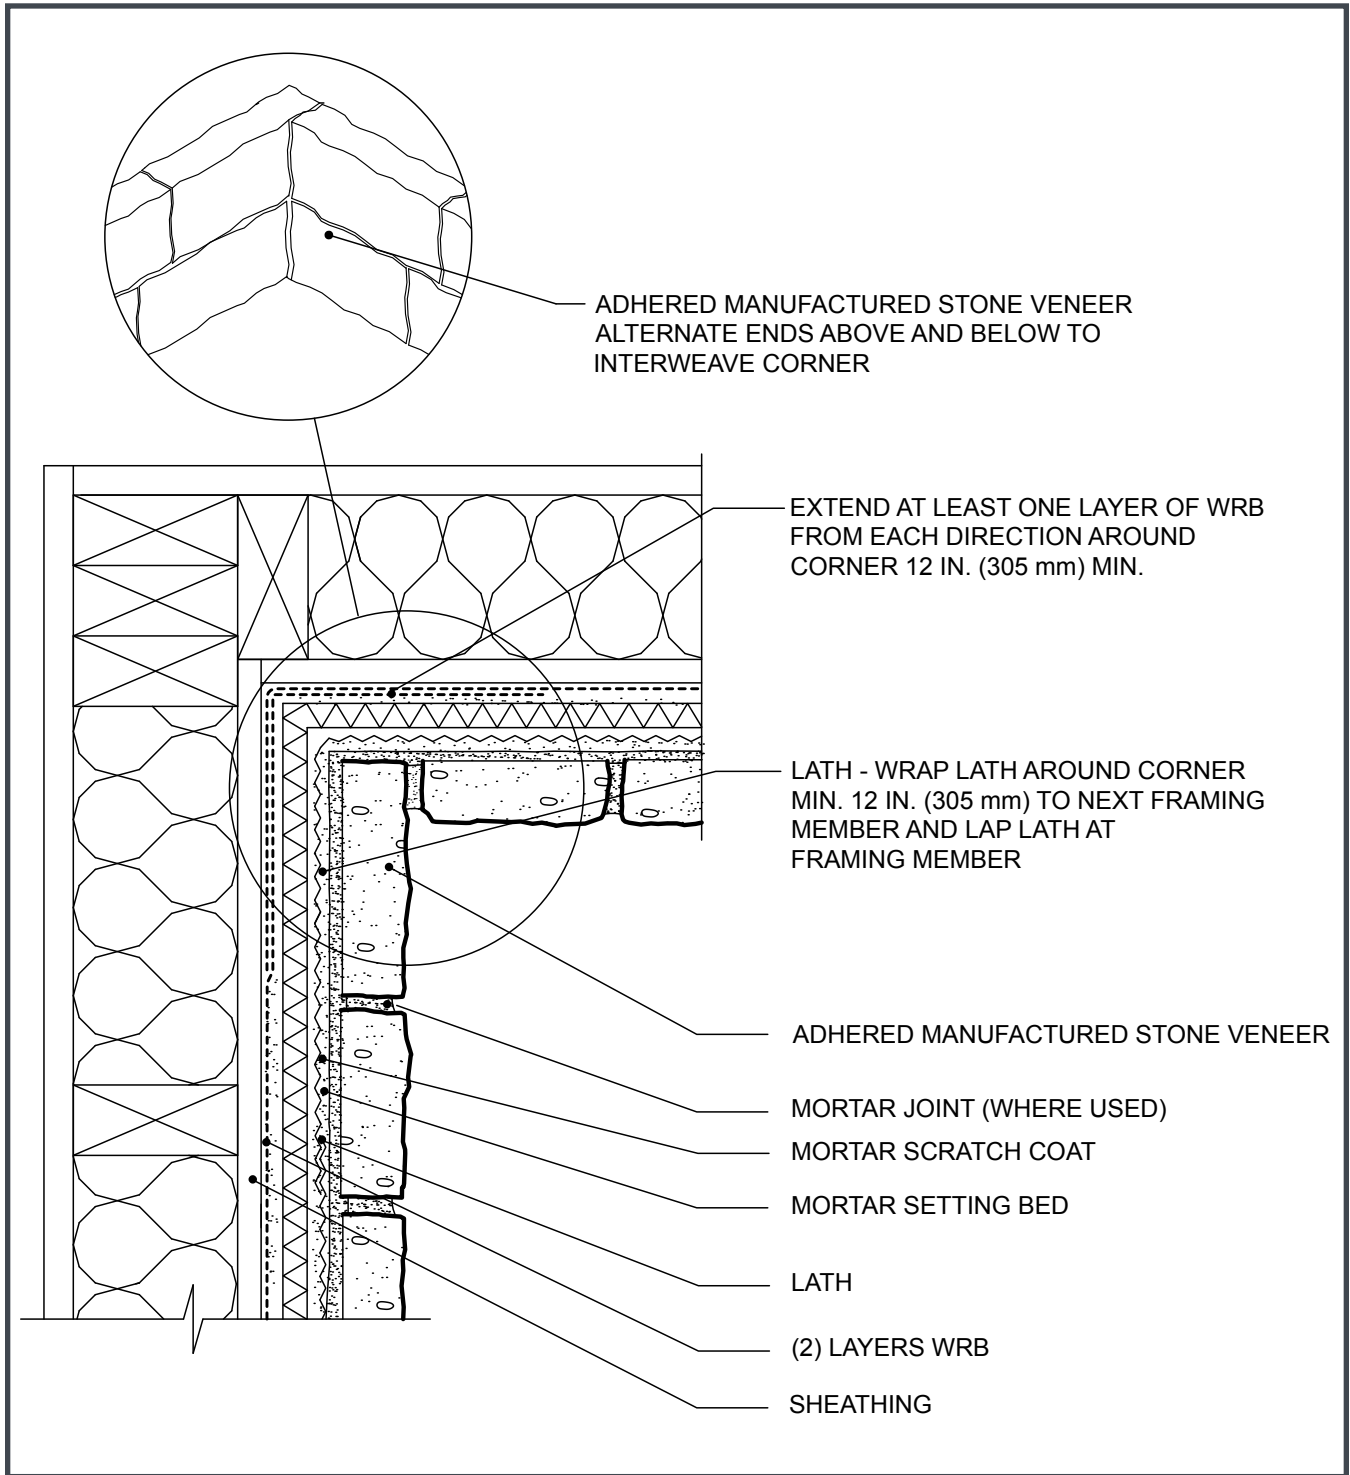 ADHERED MANUFACTURED STONE VENEER
ALTERNATE ENDS ABOVE AND BELOW TO
INTERWEAVE CORNER
EXTEND AT LEAST ONE LAYER OF WRB
FROM EACH DIRECTION AROUND
CORNER 12 IN. (305 mm) MIN.
LATH - WRAP LATH AROUND CORNER
MIN. 12 IN. (305 mm) TO NEXT FRAMING
MEMBER AND LAP LATH AT
FRAMING MEMBER
ADHERED MANUFACTURED STONE VENEER
MORTAR JOINT (WHERE USED)
MORTAR SCRATCH COAT
MORTAR SETTING BED
LATH
(2) LAYERS WRB
SHEATHING